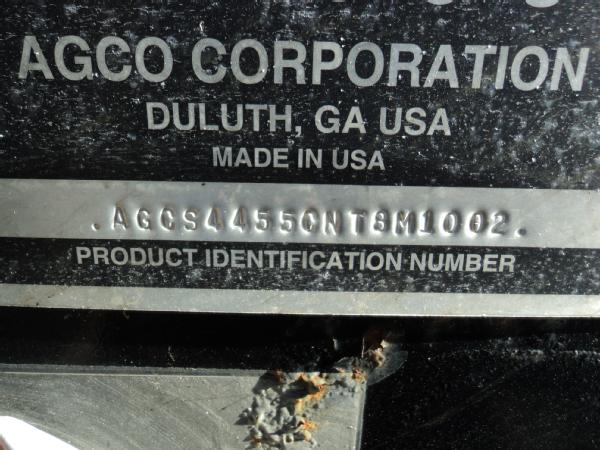 AGCO CORPORATION
DULUTH, GA USA
MADE IN USA
.AGCS4455CNT8M1002.
PRODUCT IDENTIFICATION NUMBER